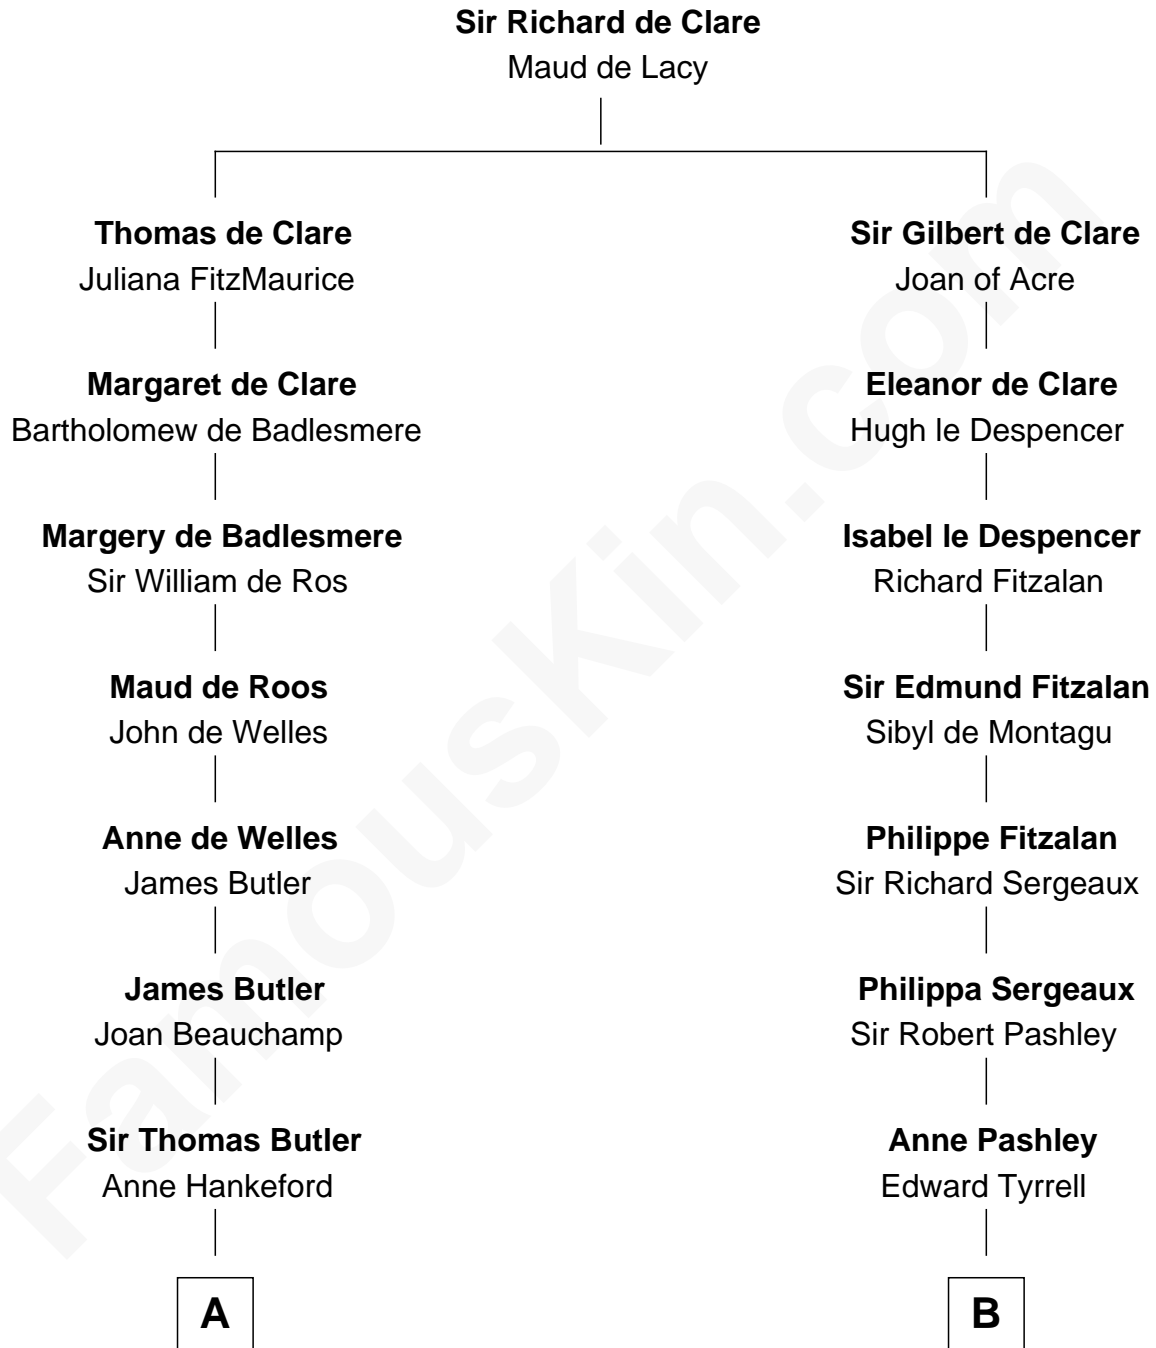 Sir Richard de Clare
Maud de Lacy
Thomas de Clare
Juliana FitzMaurice
Sir Gilbert de Clare
Joan of Acre
Margaret de Clare
Bartholomew de Badlesmere
Eleanor de Clare
Hugh le Despencer
Margery de Badlesmere
Sir William de Ros
Isabel le Despencer
Richard Fitzalan
Maud de Roos
John de Welles
Sir Edmund Fitzalan
Sibyl de Montagu
Anne de Welles
James Butler
Philippe Fitzalan
Sir Richard Sergeaux
James Butler
Joan Beauchamp
Philippa Sergeaux
Sir Robert Pashley
Sir Thomas Butler
Anne Hankeford
Anne Pashley
Edward Tyrrell
A
B
FamousKin.com